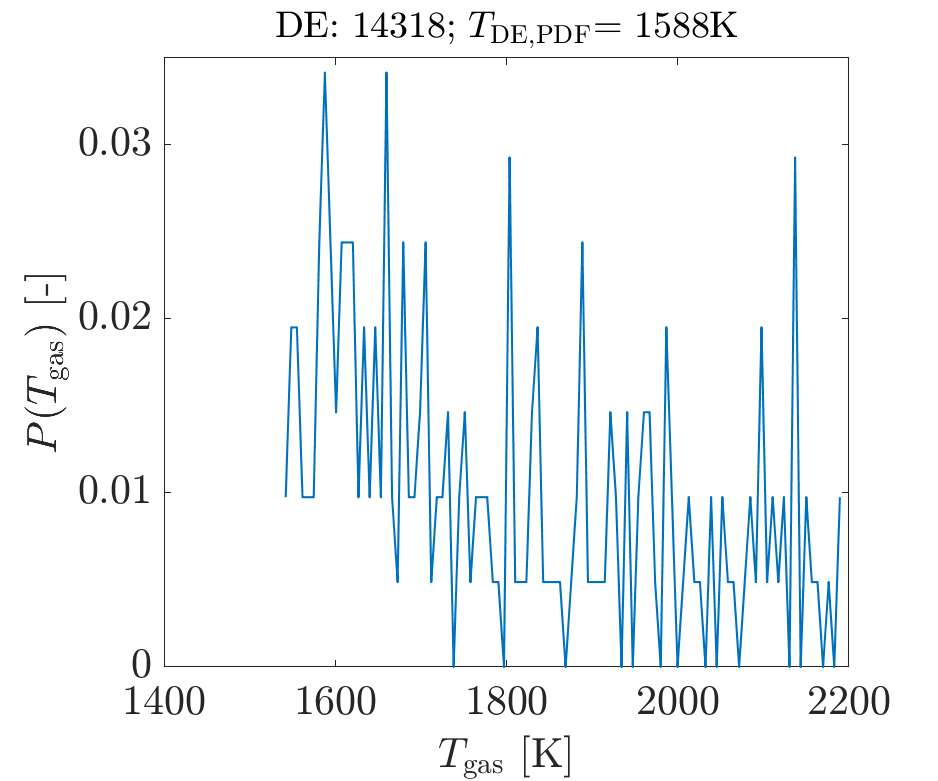 DE: 14318; T_DE,PDF= 1588K
0.03
0.02
0.01
0
P(T_gas) [-]
1400 1600 1800 2000 2200
T_gas [K]